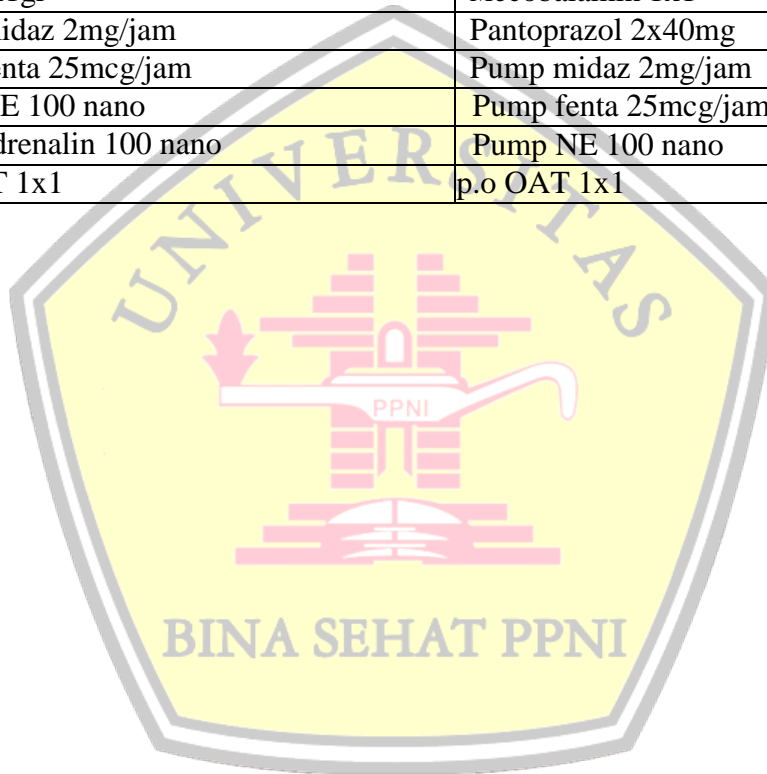 idaz 2mg/jam Pantoprazol 2x40mg
enta 25mcg/jam Pump midaz 2mg/jam
E 100 nano Pump fenta 25mcg/jam
drenalin 100 nano Pump NE 100 nano
T 1x1 p.o OAT 1x1
UNIVERSITAS
PPNI
BINA SEHAT PPNI